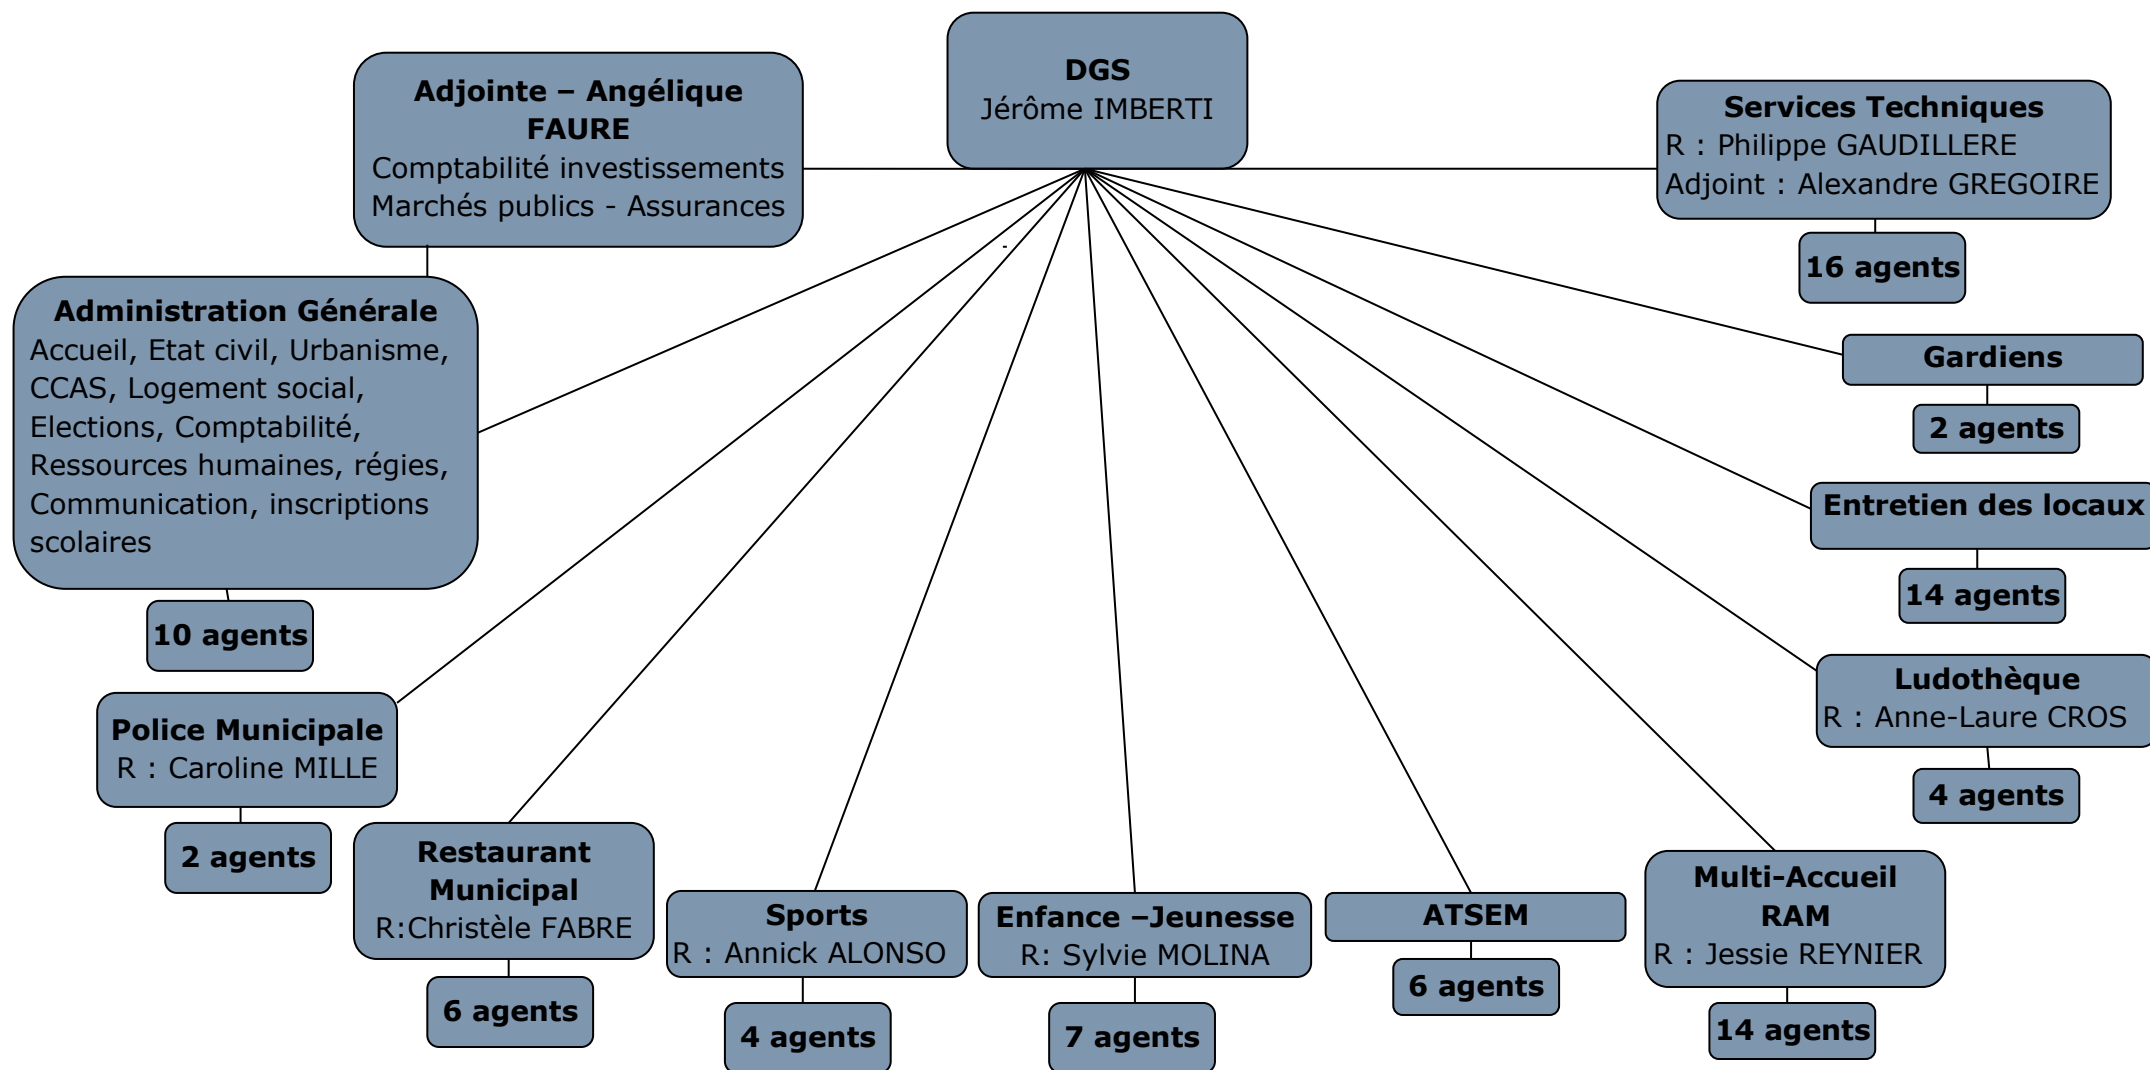 DGS
Jérôme IMBERTI
Adjointe – Angélique
FAURE
Comptabilité investissements
Marchés publics - Assurances
Services Techniques
R : Philippe GAUDILLERE
Adjoint : Alexandre GREGOIRE
16 agents
Administration Générale
Accueil, Etat civil, Urbanisme,
CCAS, Logement social,
Elections, Comptabilité,
Ressources humaines, régies,
Communication, inscriptions
scolaires
10 agents
Gardiens
2 agents
Entretien des locaux
14 agents
Ludothèque
R : Anne-Laure CROS
4 agents
Police Municipale
R : Caroline MILLE
2 agents
Restaurant
Municipal
R:Christèle FABRE
6 agents
Sports
R : Annick ALONSO
4 agents
Enfance –Jeunesse
R: Sylvie MOLINA
7 agents
ATSEM
6 agents
Multi-Accueil
RAM
R : Jessie REYNIER
14 agents